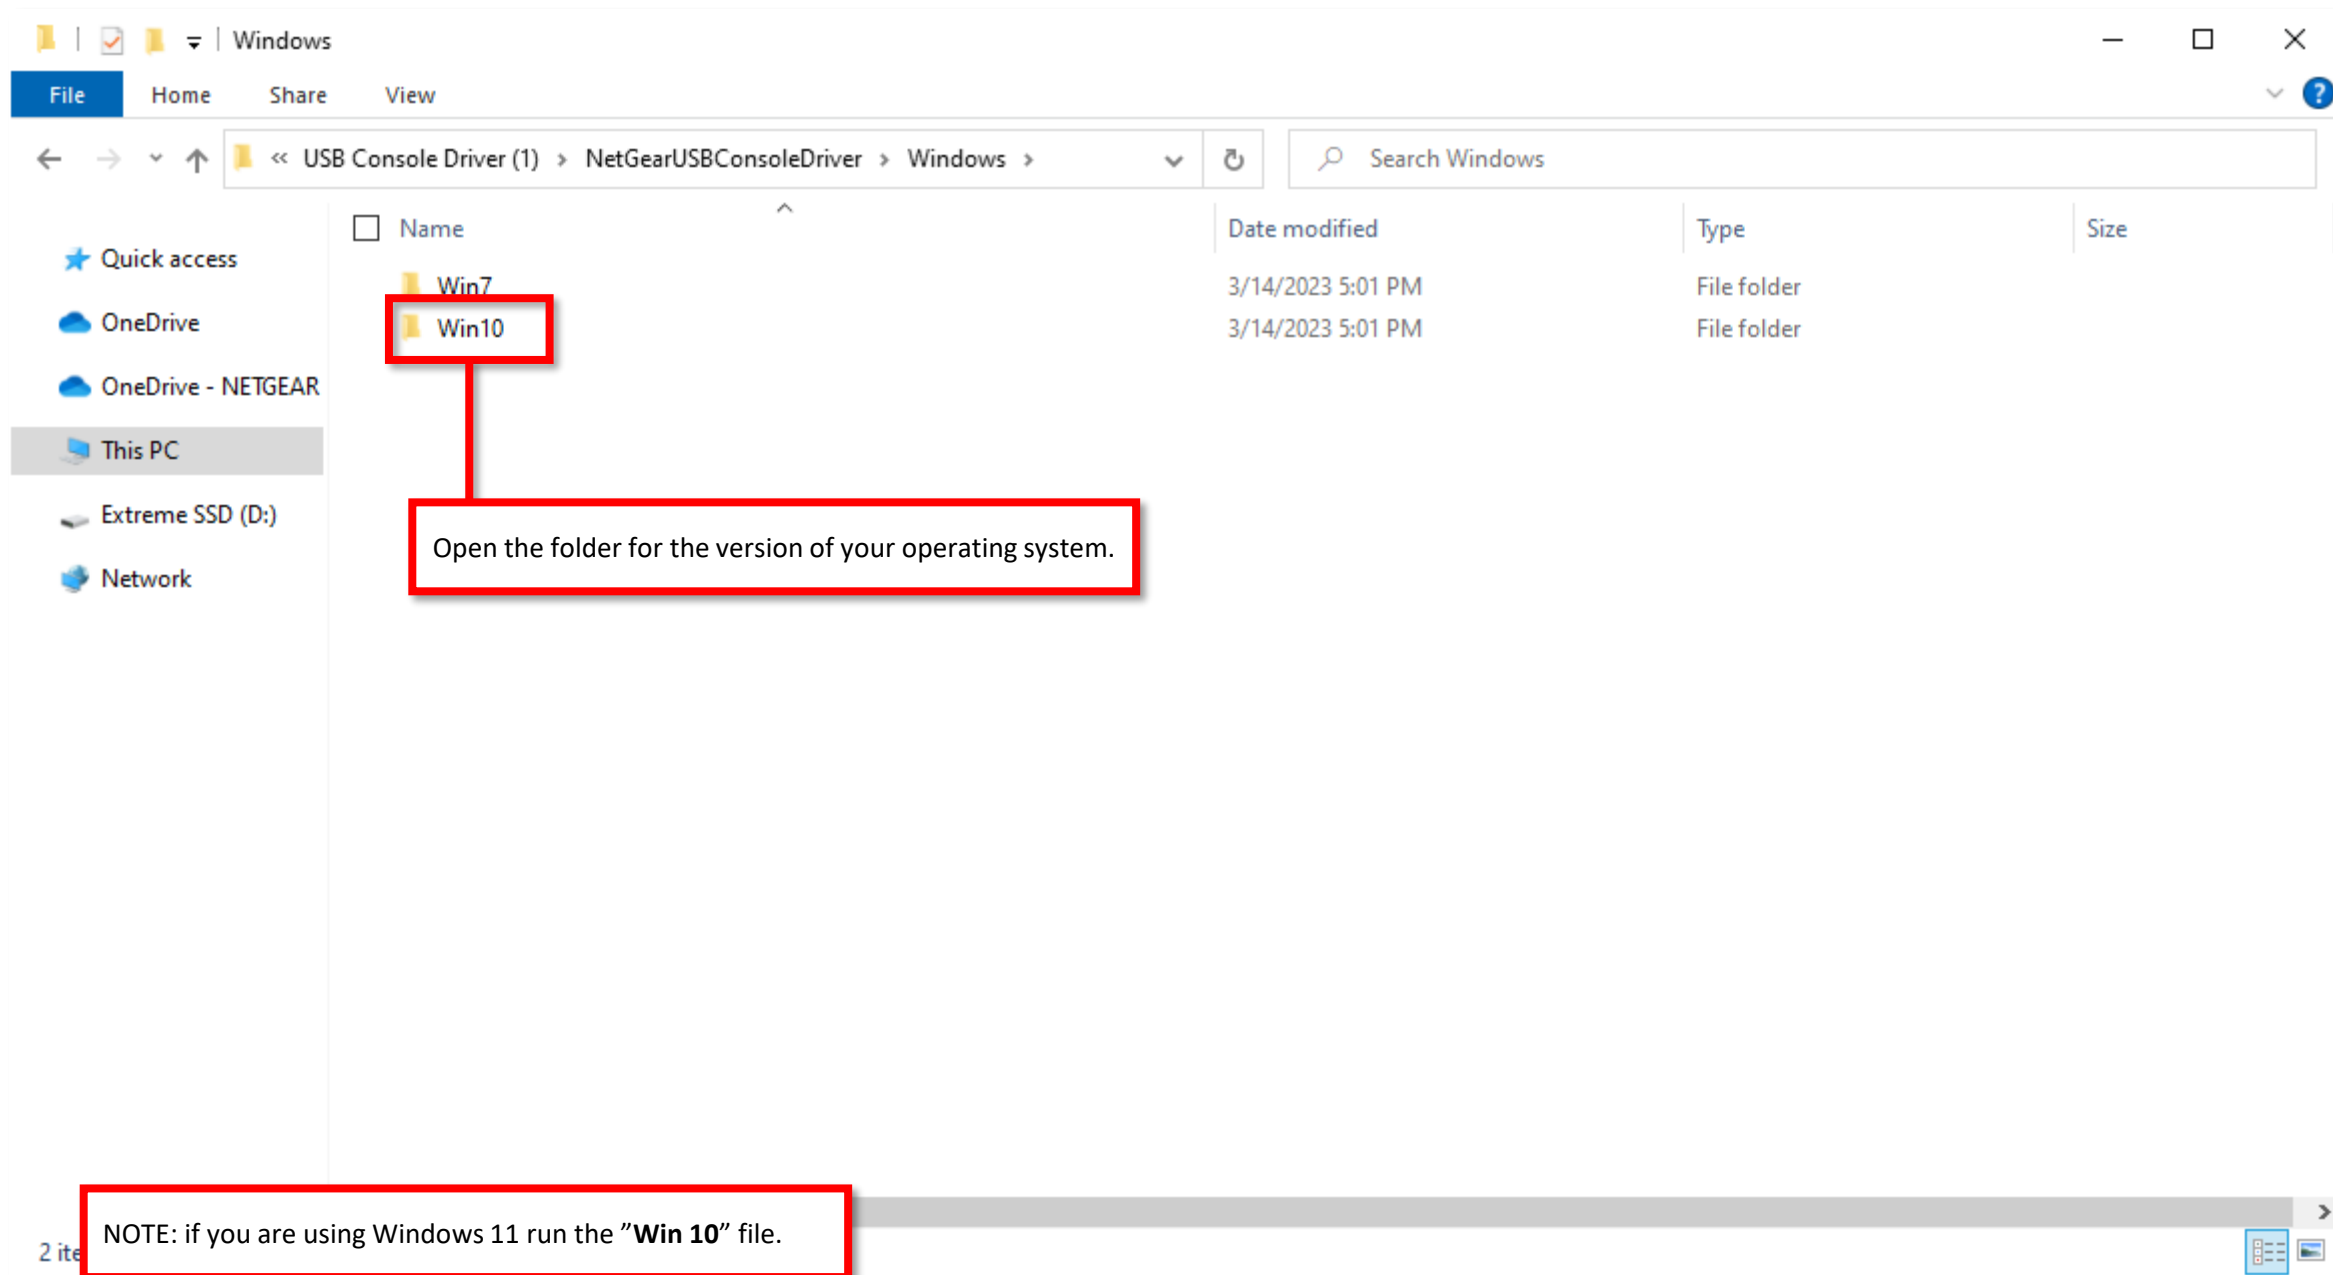 Windows
File Home Share View
« USB Console Driver (1) › NetGearUSBConsoleDriver › Windows › Search Windows
Name Date modified Type Size
Quick access
Win7 3/14/2023 5:01 PM File folder
OneDrive
Win10 3/14/2023 5:01 PM File folder
OneDrive - NETGEAR
This PC
Extreme SSD (D:)
Open the folder for the version of your operating system.
Network
NOTE: if you are using Windows 11 run the ”Win 10” file.
2 ite